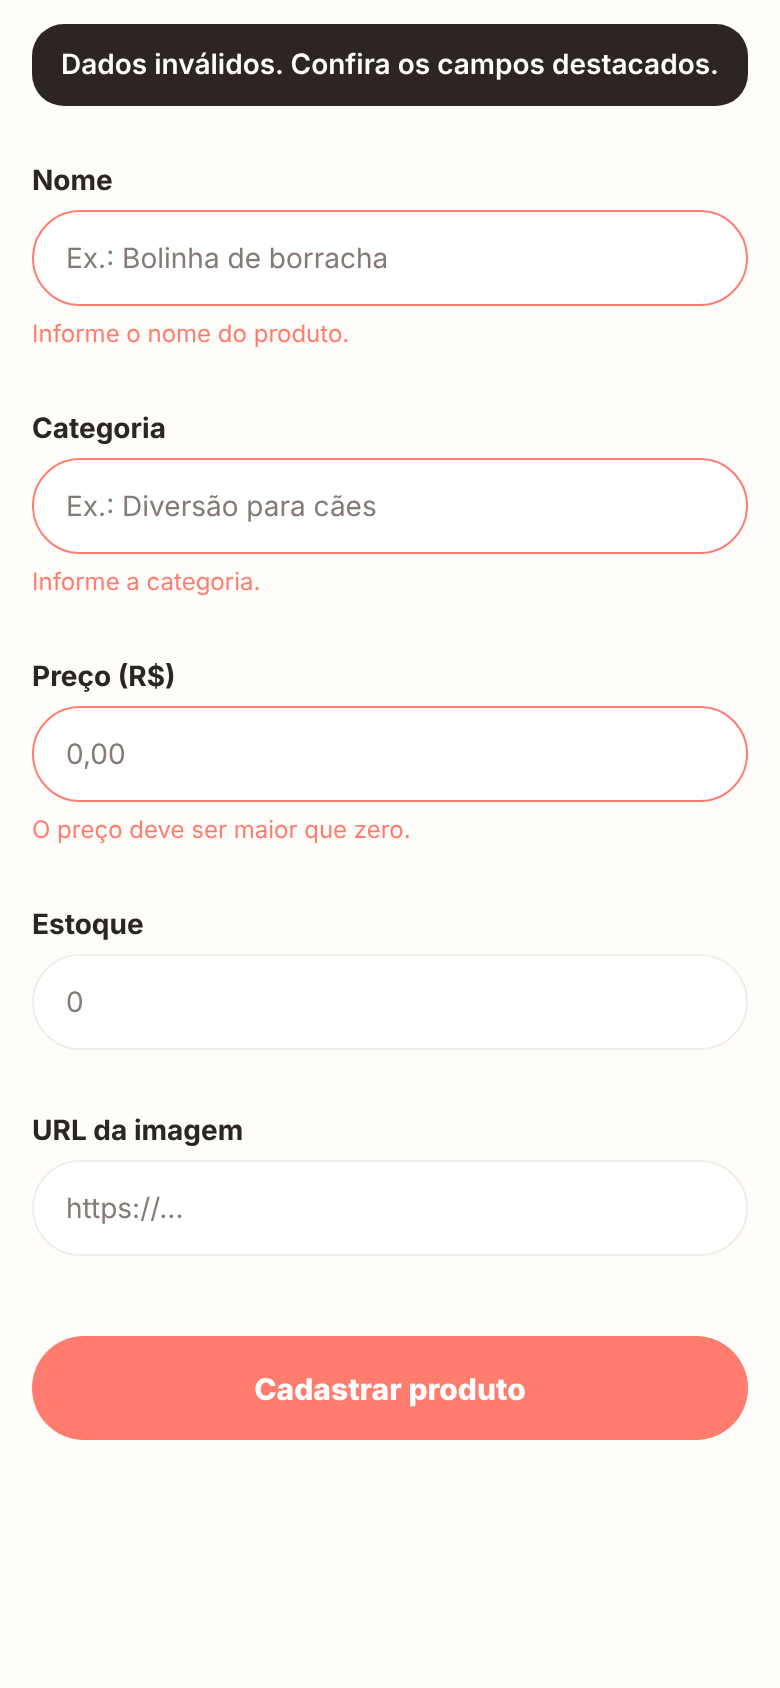 Dados inválidos. Confira os campos destacados.
Nome
Ex.: Bolinha de borracha
Informe o nome do produto.
Categoria
Ex.: Diversão para cães
Informe a categoria.
Preço (R$)
0,00
O preço deve ser maior que zero.
Estoque
0
URL da imagem
https://...
Cadastrar produto